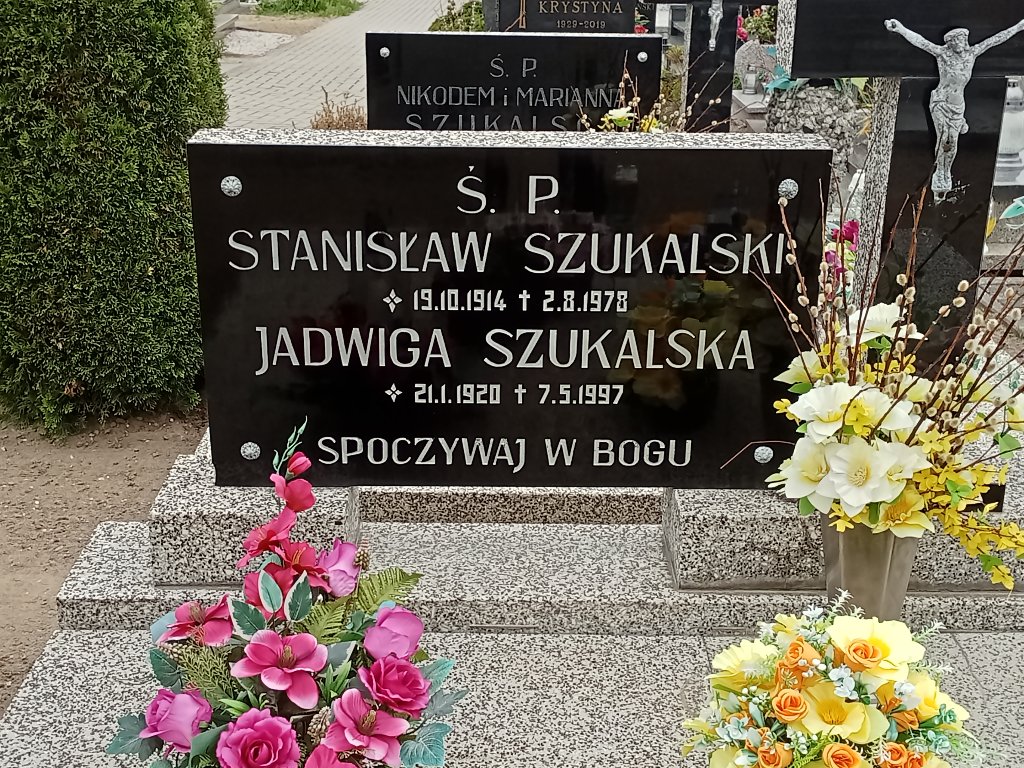 KRYSTYNA
1929-2019
Ś. P.
NIKODEM i MARIANNA
SZUKALSCY
Ś. P.
STANISŁAW SZUKALSKI
19.10.1914 † 2.8.1978
JADWIGA SZUKALSKA
21.1.1920 † 7.5.1997
SPOCZYWAJ W BOGU